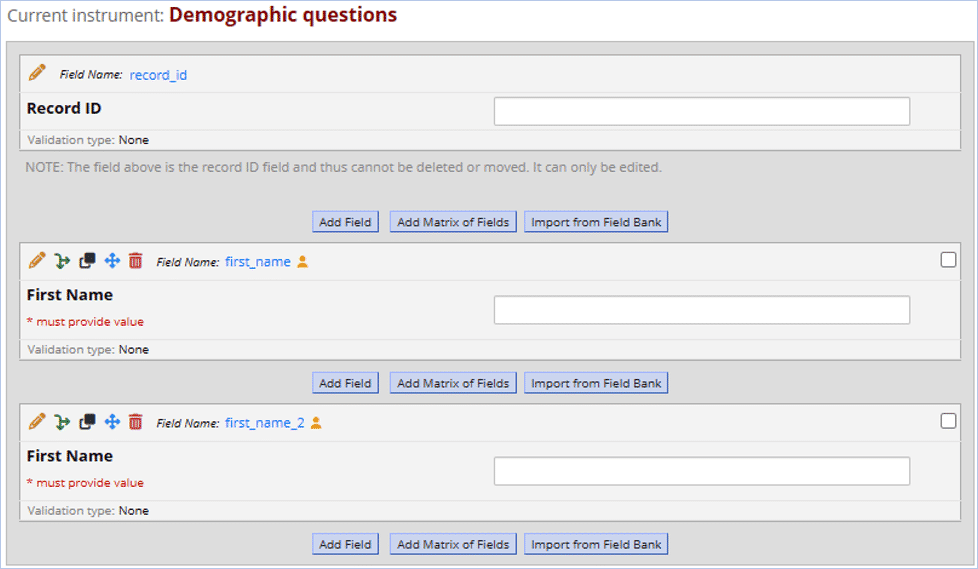 Current instrument: Demographic questions
Field Name: record_id
Record ID
Validation type: None
NOTE: The field above is the record ID field and thus cannot be deleted or moved. It can only be edited.
Add Field Add Matrix of Fields Import from Field Bank
Field Name: first_name
First Name
* must provide value
Validation type: None
Add Field Add Matrix of Fields Import from Field Bank
Field Name: first_name_2
First Name
* must provide value
Validation type: None
Add Field Add Matrix of Fields Import from Field Bank